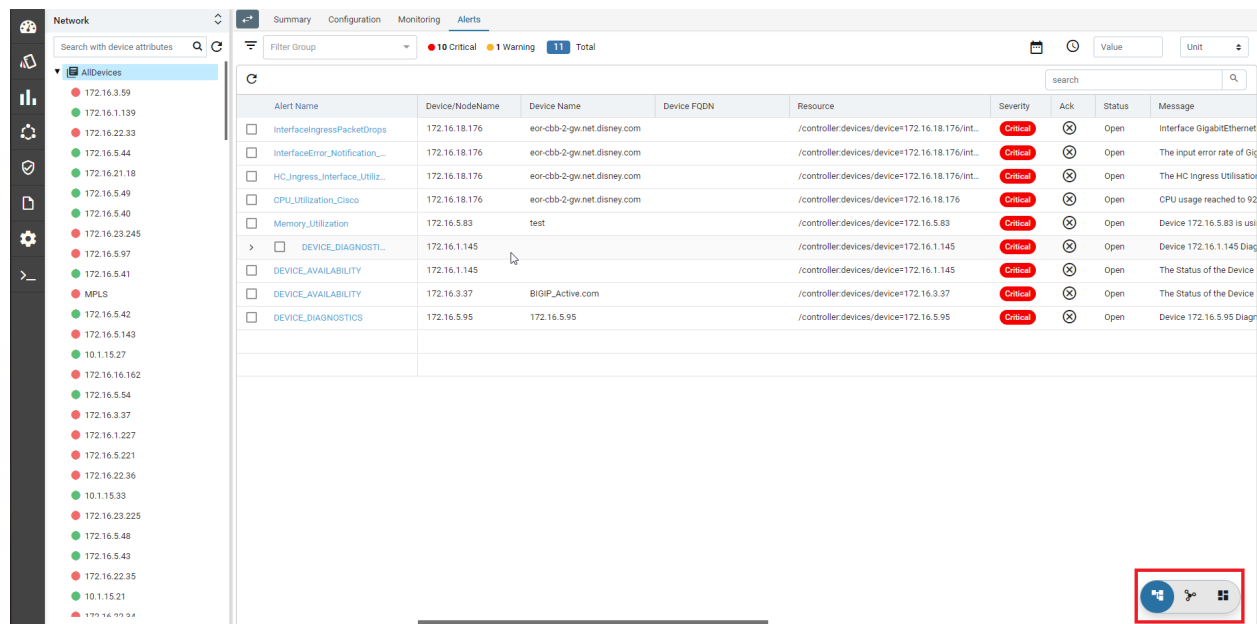 Network
Search with device attributes
AllDevices
172.16.3.59
172.16.1.139
172.16.22.33
172.16.5.44
172.16.21.18
172.16.5.49
172.16.5.40
172.16.23.245
172.16.5.97
172.16.5.41
MPLS
172.16.5.42
172.16.5.143
10.1.15.27
172.16.16.162
172.16.5.54
172.16.3.37
172.16.1.227
172.16.5.221
172.16.22.36
10.1.15.33
172.16.23.225
172.16.5.48
172.16.5.43
172.16.22.35
10.1.15.21
172.16.22.34
Summary Configuration Monitoring Alerts
Filter Group 10 Critical 1 Warning 11 Total Value Unit
search
Alert Name Device/NodeName Device Name Device FQDN Resource Severity Ack Status Message
InterfaceIngressPacketDrops 172.16.18.176 eor-cbb-2-gw.net.disney.com /controller:devices/device=172.16.18.176/int... Critical Open Interface GigabitEthernet
InterfaceError_Notification_... 172.16.18.176 eor-cbb-2-gw.net.disney.com /controller:devices/device=172.16.18.176/int... Critical Open The input error rate of Gig
HC_Ingress_Interface_Utiliz... 172.16.18.176 eor-cbb-2-gw.net.disney.com /controller:devices/device=172.16.18.176/int... Critical Open The HC Ingress Utilisation
CPU_Utilization_Cisco 172.16.18.176 eor-cbb-2-gw.net.disney.com /controller:devices/device=172.16.18.176 Critical Open CPU usage reached to 92
Memory_Utilization 172.16.5.83 test /controller:devices/device=172.16.5.83 Critical Open Device 172.16.5.83 is usi
DEVICE_DIAGNOSTI... 172.16.1.145 /controller:devices/device=172.16.1.145 Critical Open Device 172.16.1.145 Diag
DEVICE_AVAILABILITY 172.16.1.145 /controller:devices/device=172.16.1.145 Critical Open The Status of the Device
DEVICE_AVAILABILITY 172.16.3.37 BIGIP_Active.com /controller:devices/device=172.16.3.37 Critical Open The Status of the Device
DEVICE_DIAGNOSTICS 172.16.5.95 172.16.5.95 /controller:devices/device=172.16.5.95 Critical Open Device 172.16.5.95 Diagn